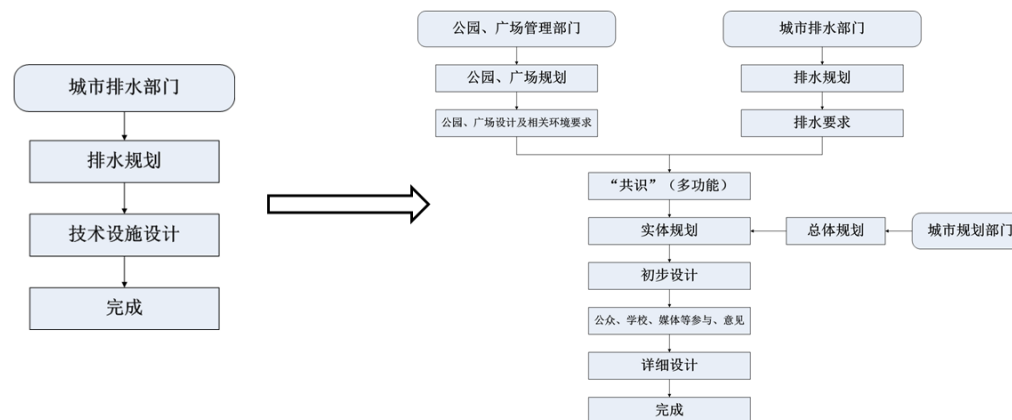 城市排水部门
排水规划
技术设施设计
完成
公园、广场管理部门
公园、广场规划
公园、广场设计及相关环境要求
城市排水部门
排水规划
排水要求
“共识”（多功能）
实体规划
总体规划
城市规划部门
初步设计
公众、学校、媒体等参与、意见
详细设计
完成